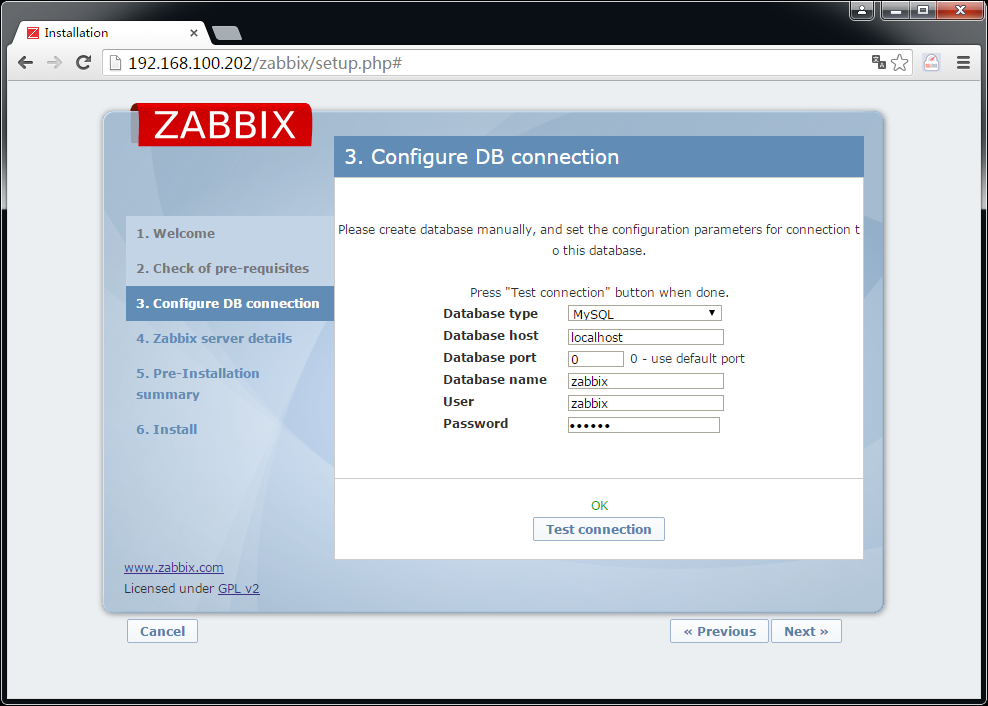 Installation
192.168.100.202/zabbix/setup.php#
ZABBIX
3. Configure DB connection
1. Welcome
2. Check of pre-requisites
3. Configure DB connection
4. Zabbix server details
5. Pre-Installation
summary
6. Install
Please create database manually, and set the configuration parameters for connection t
o this database.
Press "Test connection" button when done.
Database type MySQL
Database host localhost
Database port 0 0 - use default port
Database name zabbix
User zabbix
Password ••••••
OK
Test connection
www.zabbix.com
Licensed under GPL v2
Cancel
« Previous Next »